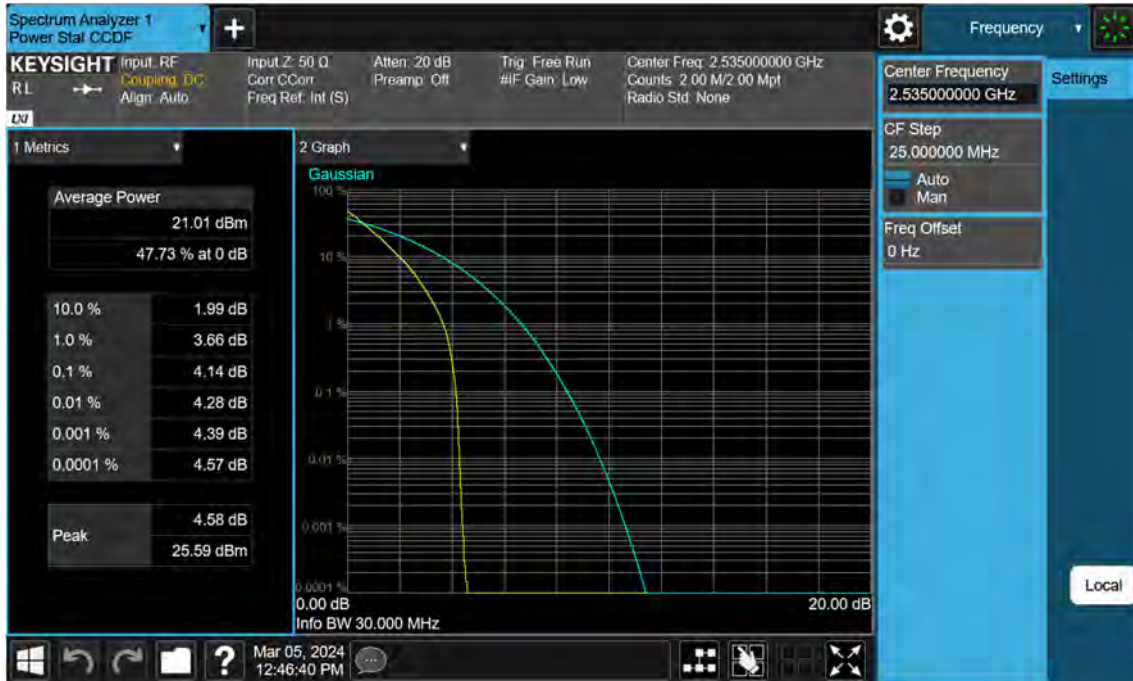 Spectrum Analyzer 1
Power Stat CCDF
+
Frequency
KEYSIGHT
RL
LXI
Input: RF
Coupling: DC
Align: Auto
Input Z: 50 Ω
Corr CCorr
Freq Ref: Int (S)
Atten: 20 dB
Preamp: Off
Trig: Free Run
#IF Gain: Low
Center Freq: 2.535000000 GHz
Counts: 2.00 M/2.00 Mpt
Radio Std: None
Center Frequency
2.535000000 GHz
Settings
CF Step
25.000000 MHz
Auto
Man
Freq Offset
0 Hz
1 Metrics
Average Power
21.01 dBm
47.73 % at 0 dB
10.0 % 1.99 dB
1.0 % 3.66 dB
0.1 % 4.14 dB
0.01 % 4.28 dB
0.001 % 4.39 dB
0.0001 % 4.57 dB
Peak
4.58 dB
25.59 dBm
2 Graph
Gaussian
100 %
10 %
1 %
0.1 %
0.01 %
0.001 %
0.0001 %
0.00 dB 20.00 dB
Info BW 30.000 MHz
Local
?
Mar 05, 2024
12:46:40 PM